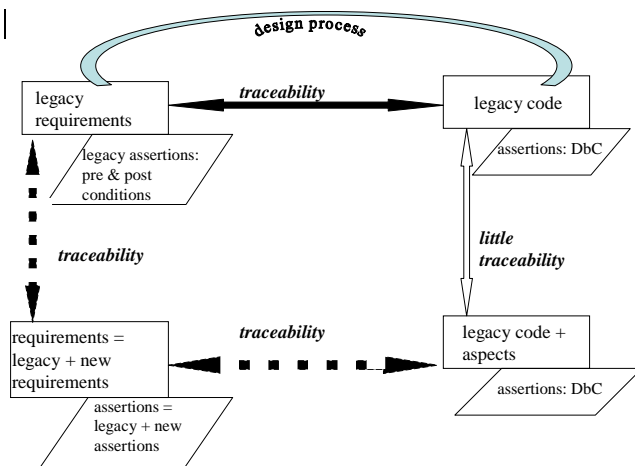 design process
legacy
requirements
traceability
legacy code
legacy assertions:
pre & post
conditions
assertions: DbC
traceability
little
traceability
requirements =
legacy + new
requirements
traceability
legacy code +
aspects
assertions =
legacy + new
assertions
assertions: DbC